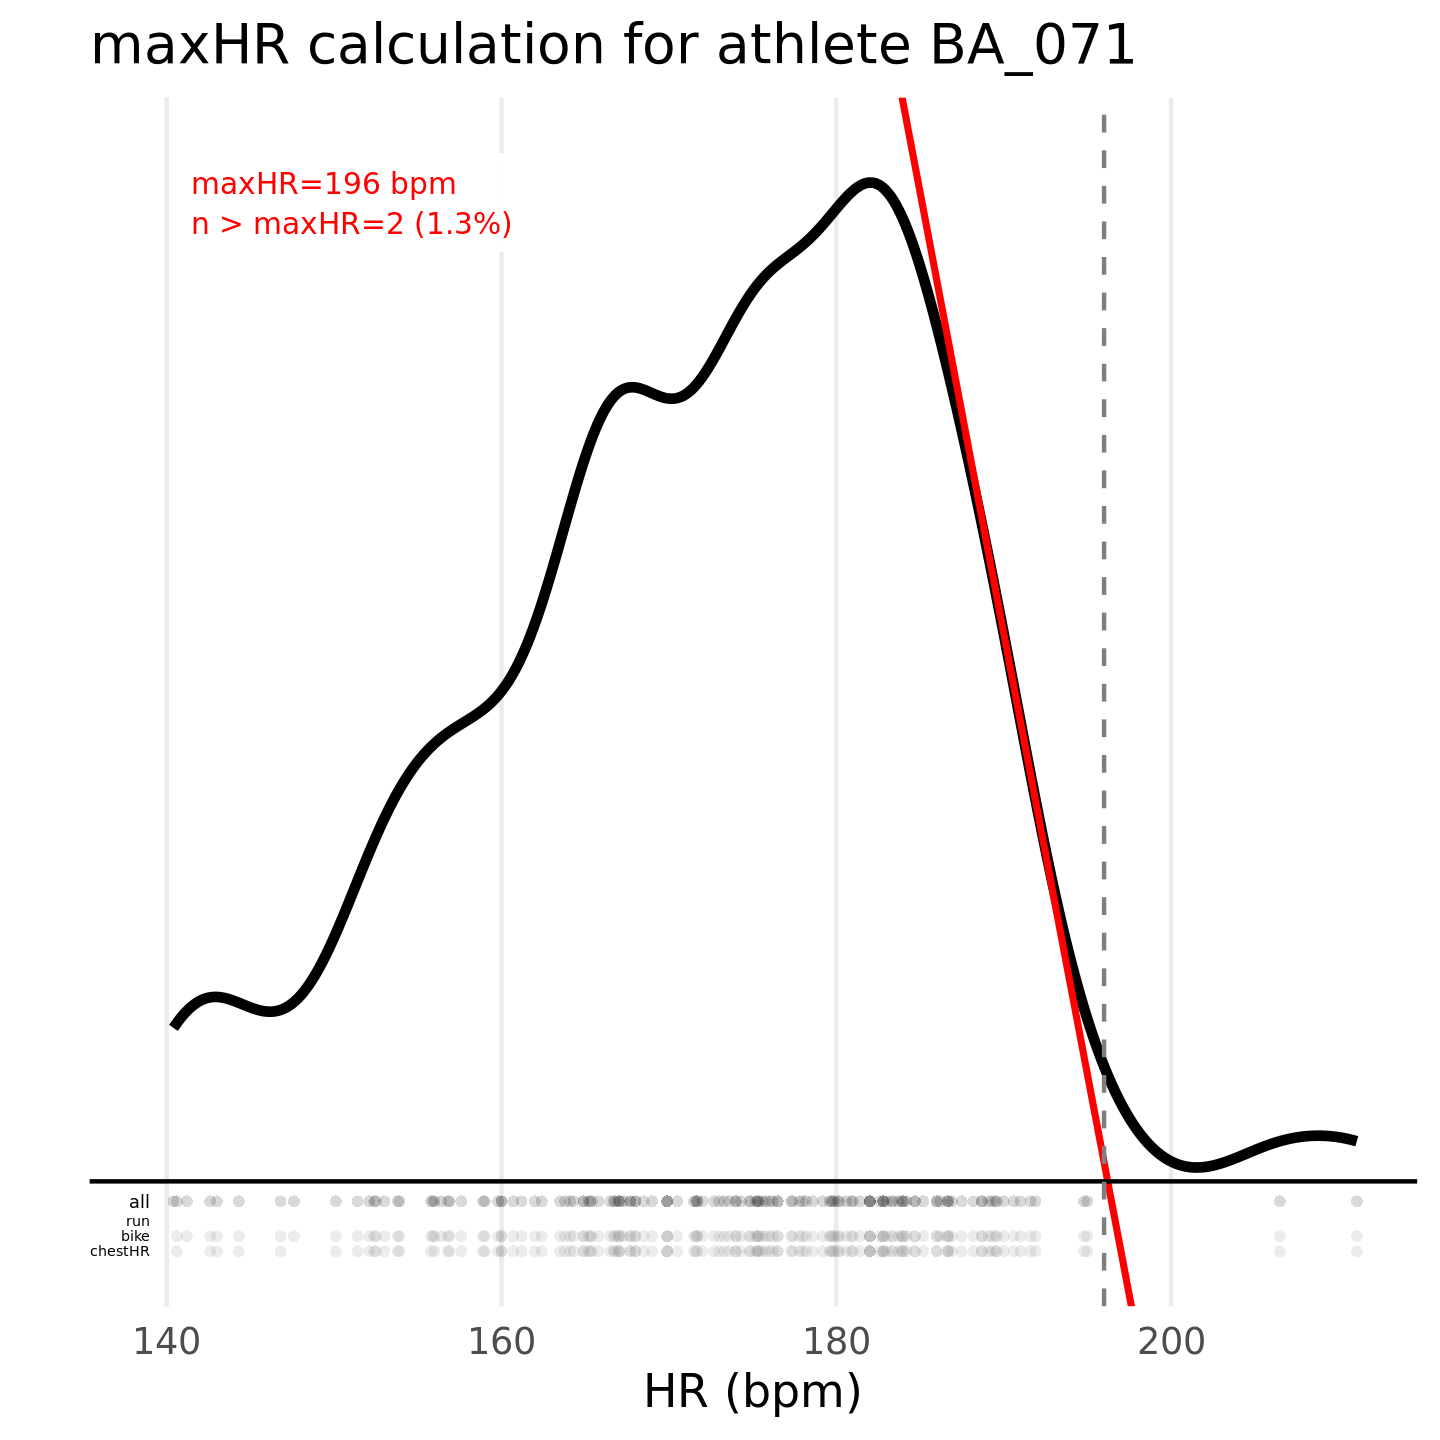 maxHR calculation for athlete BA_071
maxHR=196 bpm
n > maxHR=2 (1.3%)
all
run
bike
chestHR
140 160 180 200
HR (bpm)